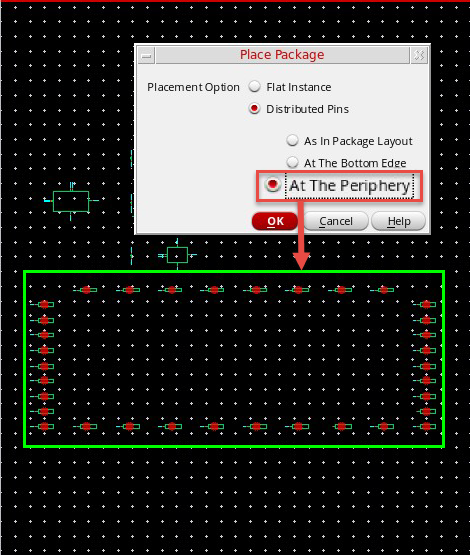 Place Package
Placement Option Flat Instance
Distributed Pins
As In Package Layout
At The Bottom Edge
At The Periphery
OK Cancel Help